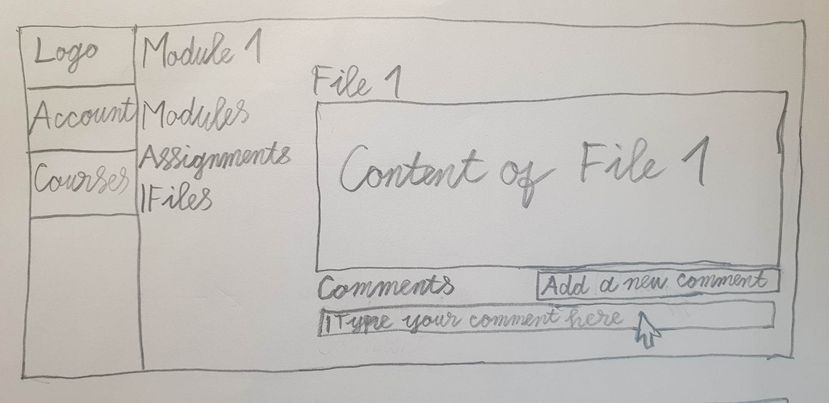 Logo
Account
Courses
Module 1
Modules
Assignments
Files
File 1
Content of File 1
Comments
Add a new comment
Type your comment here